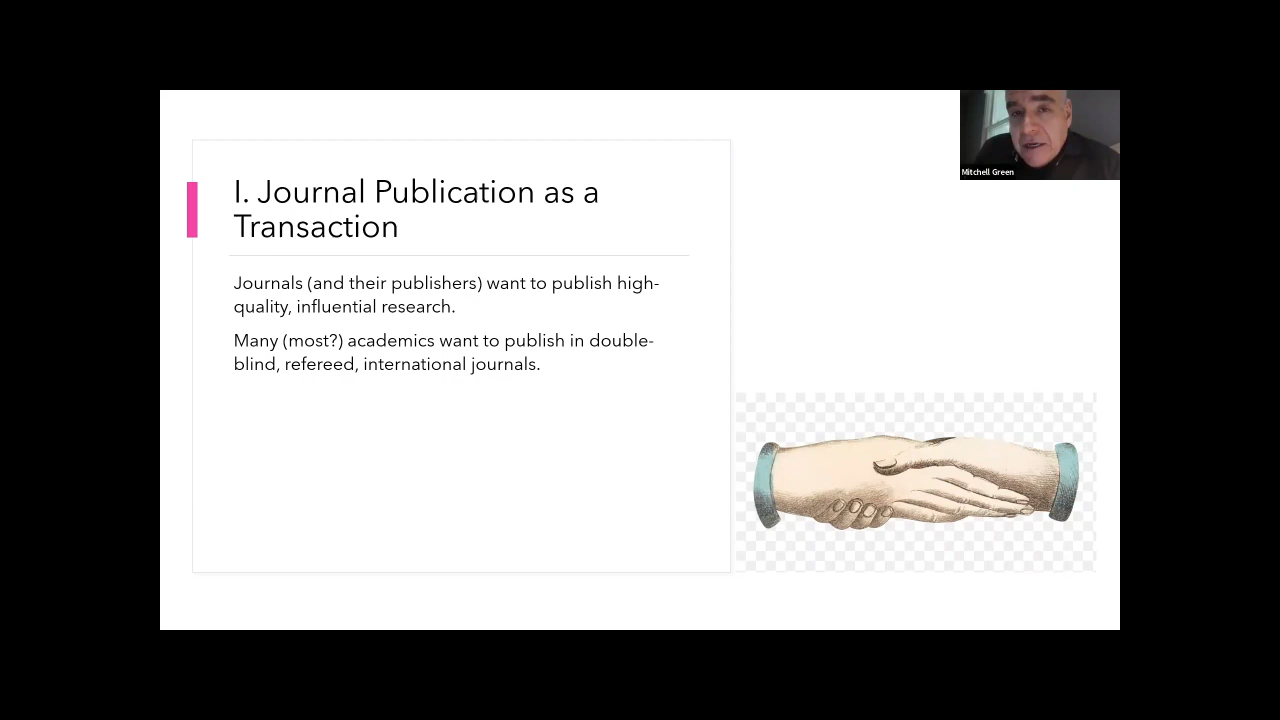 I. Journal Publication as a
Transaction
Journals (and their publishers) want to publish high-
quality, influential research.
Many (most?) academics want to publish in double-
blind, refereed, international journals.
Mitchell Green